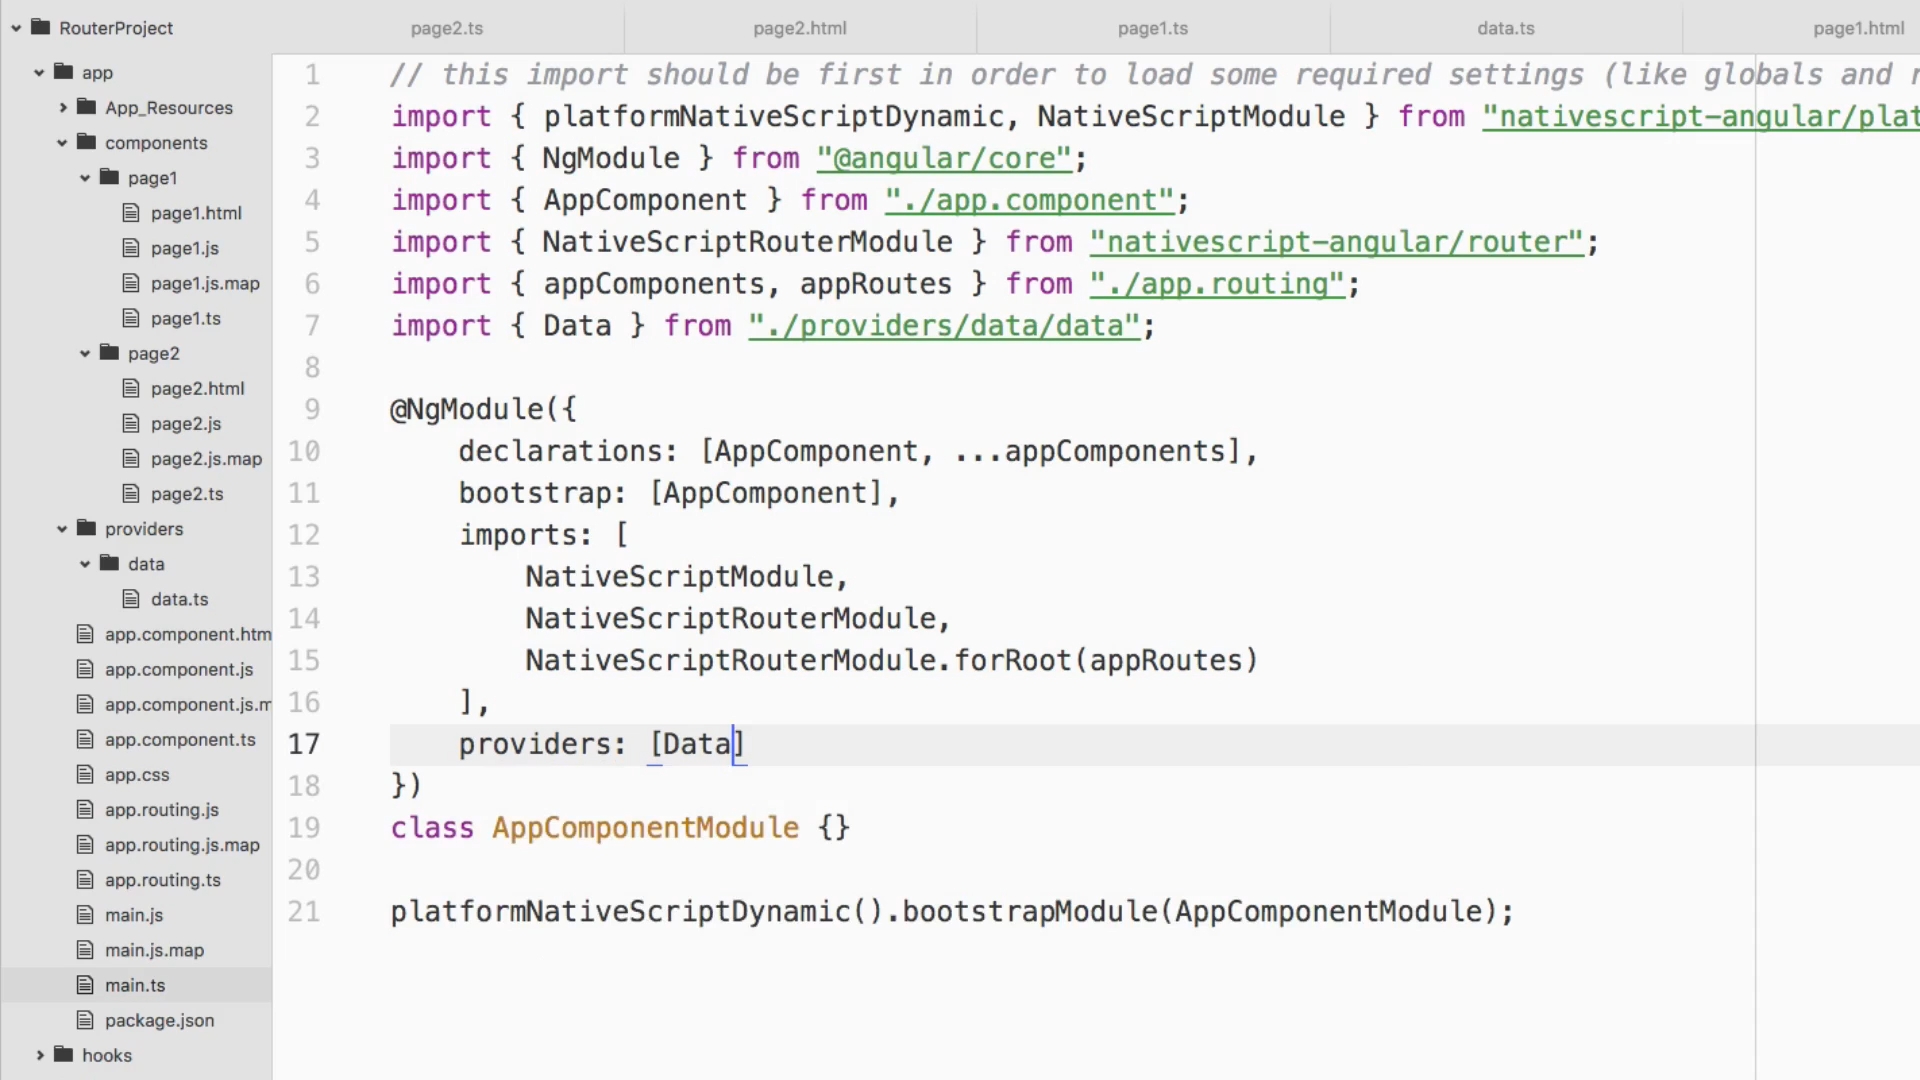 RouterProject
app
App_Resources
components
page1
page1.html
page1.js
page1.js.map
page1.ts
page2
page2.html
page2.js
page2.js.map
page2.ts
providers
data
data.ts
app.component.htm
app.component.js
app.component.js.m
app.component.ts
app.css
app.routing.js
app.routing.js.map
app.routing.ts
main.js
main.js.map
main.ts
package.json
hooks
page2.ts page2.html page1.ts data.ts page1.html
1 // this import should be first in order to load some required settings (like globals and r
2 import { platformNativeScriptDynamic, NativeScriptModule } from "nativescript-angular/plat
3 import { NgModule } from "@angular/core";
4 import { AppComponent } from "./app.component";
5 import { NativeScriptRouterModule } from "nativescript-angular/router";
6 import { appComponents, appRoutes } from "./app.routing";
7 import { Data } from "./providers/data/data";
8
9 @NgModule({
10 declarations: [AppComponent, ...appComponents],
11 bootstrap: [AppComponent],
12 imports: [
13 NativeScriptModule,
14 NativeScriptRouterModule,
15 NativeScriptRouterModule.forRoot(appRoutes)
16 ],
17 providers: [Data]
18 })
19 class AppComponentModule {}
20
21 platformNativeScriptDynamic().bootstrapModule(AppComponentModule);